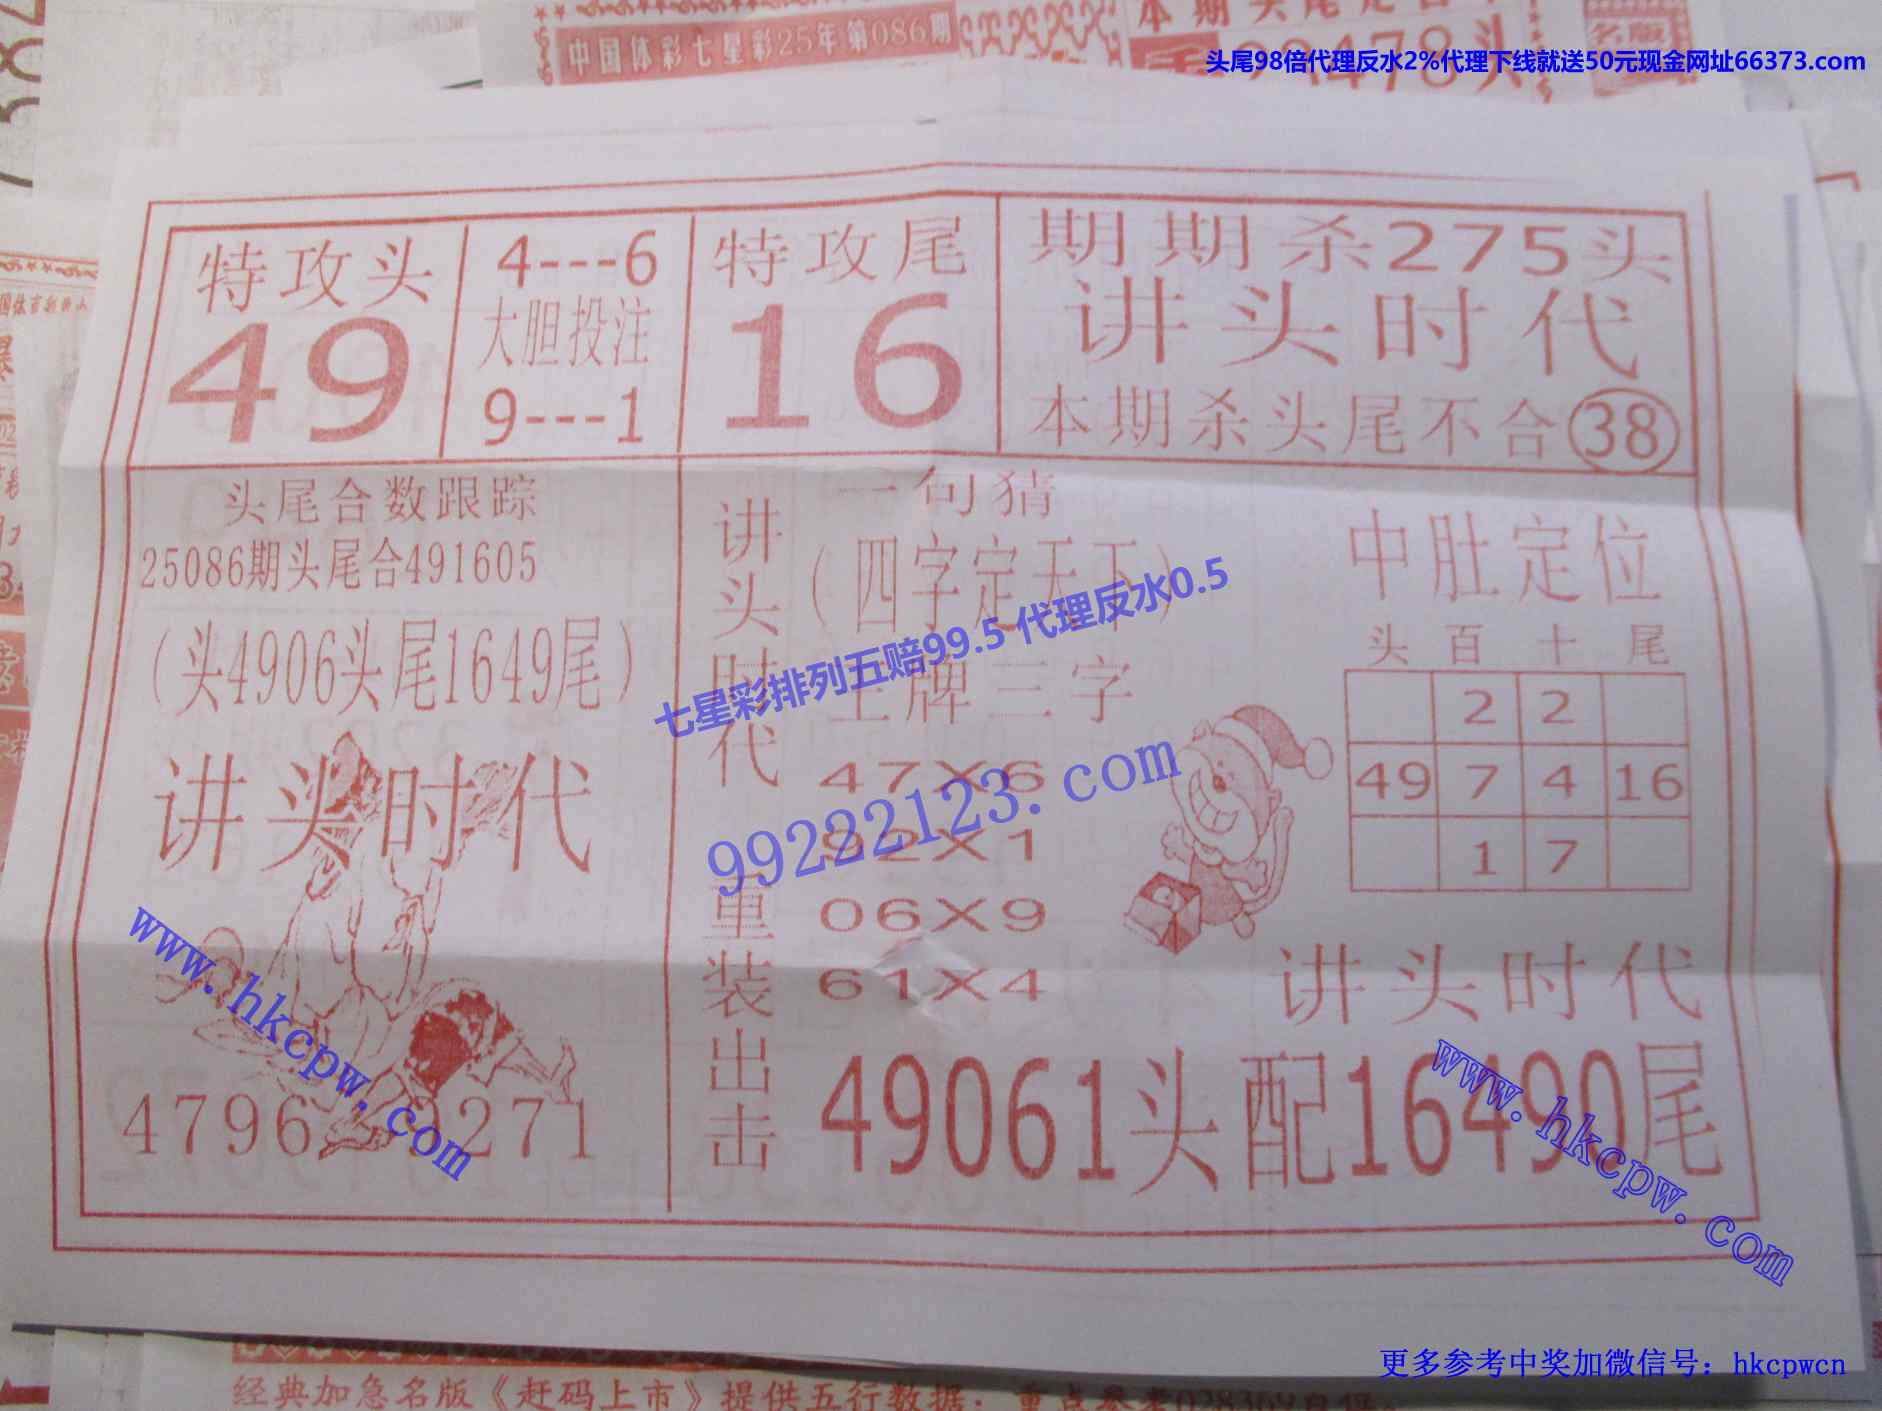 中国体彩七星彩25年第086期
头尾98倍代理反水2%代理下线就送50元现金网址66373.com
名版
特攻头
49
4---6
大胆投注
9---1
特攻尾
16
期期杀275头
讲头时代
本期杀头尾不合38
头尾合数跟踪
25086期头尾合491605
(头4906头尾1649尾)
讲头时代
4796
271
讲头时代
重装出击
一句猜
(四字定天下)
王牌三字
47X6
92X1
06X9
61X4
七星彩排列五赔99.5 代理反水0.5
99222123.com
中肚定位
头 百 十 尾
2 2
49 7 4 16
1 7
讲头时代
49061头配16490尾
www.hkcpw.com
www.hkcpw.com
更多参考中奖加微信号：hkcpwcn
经典加急名版《赶码上市》提供五行数据：重点参考